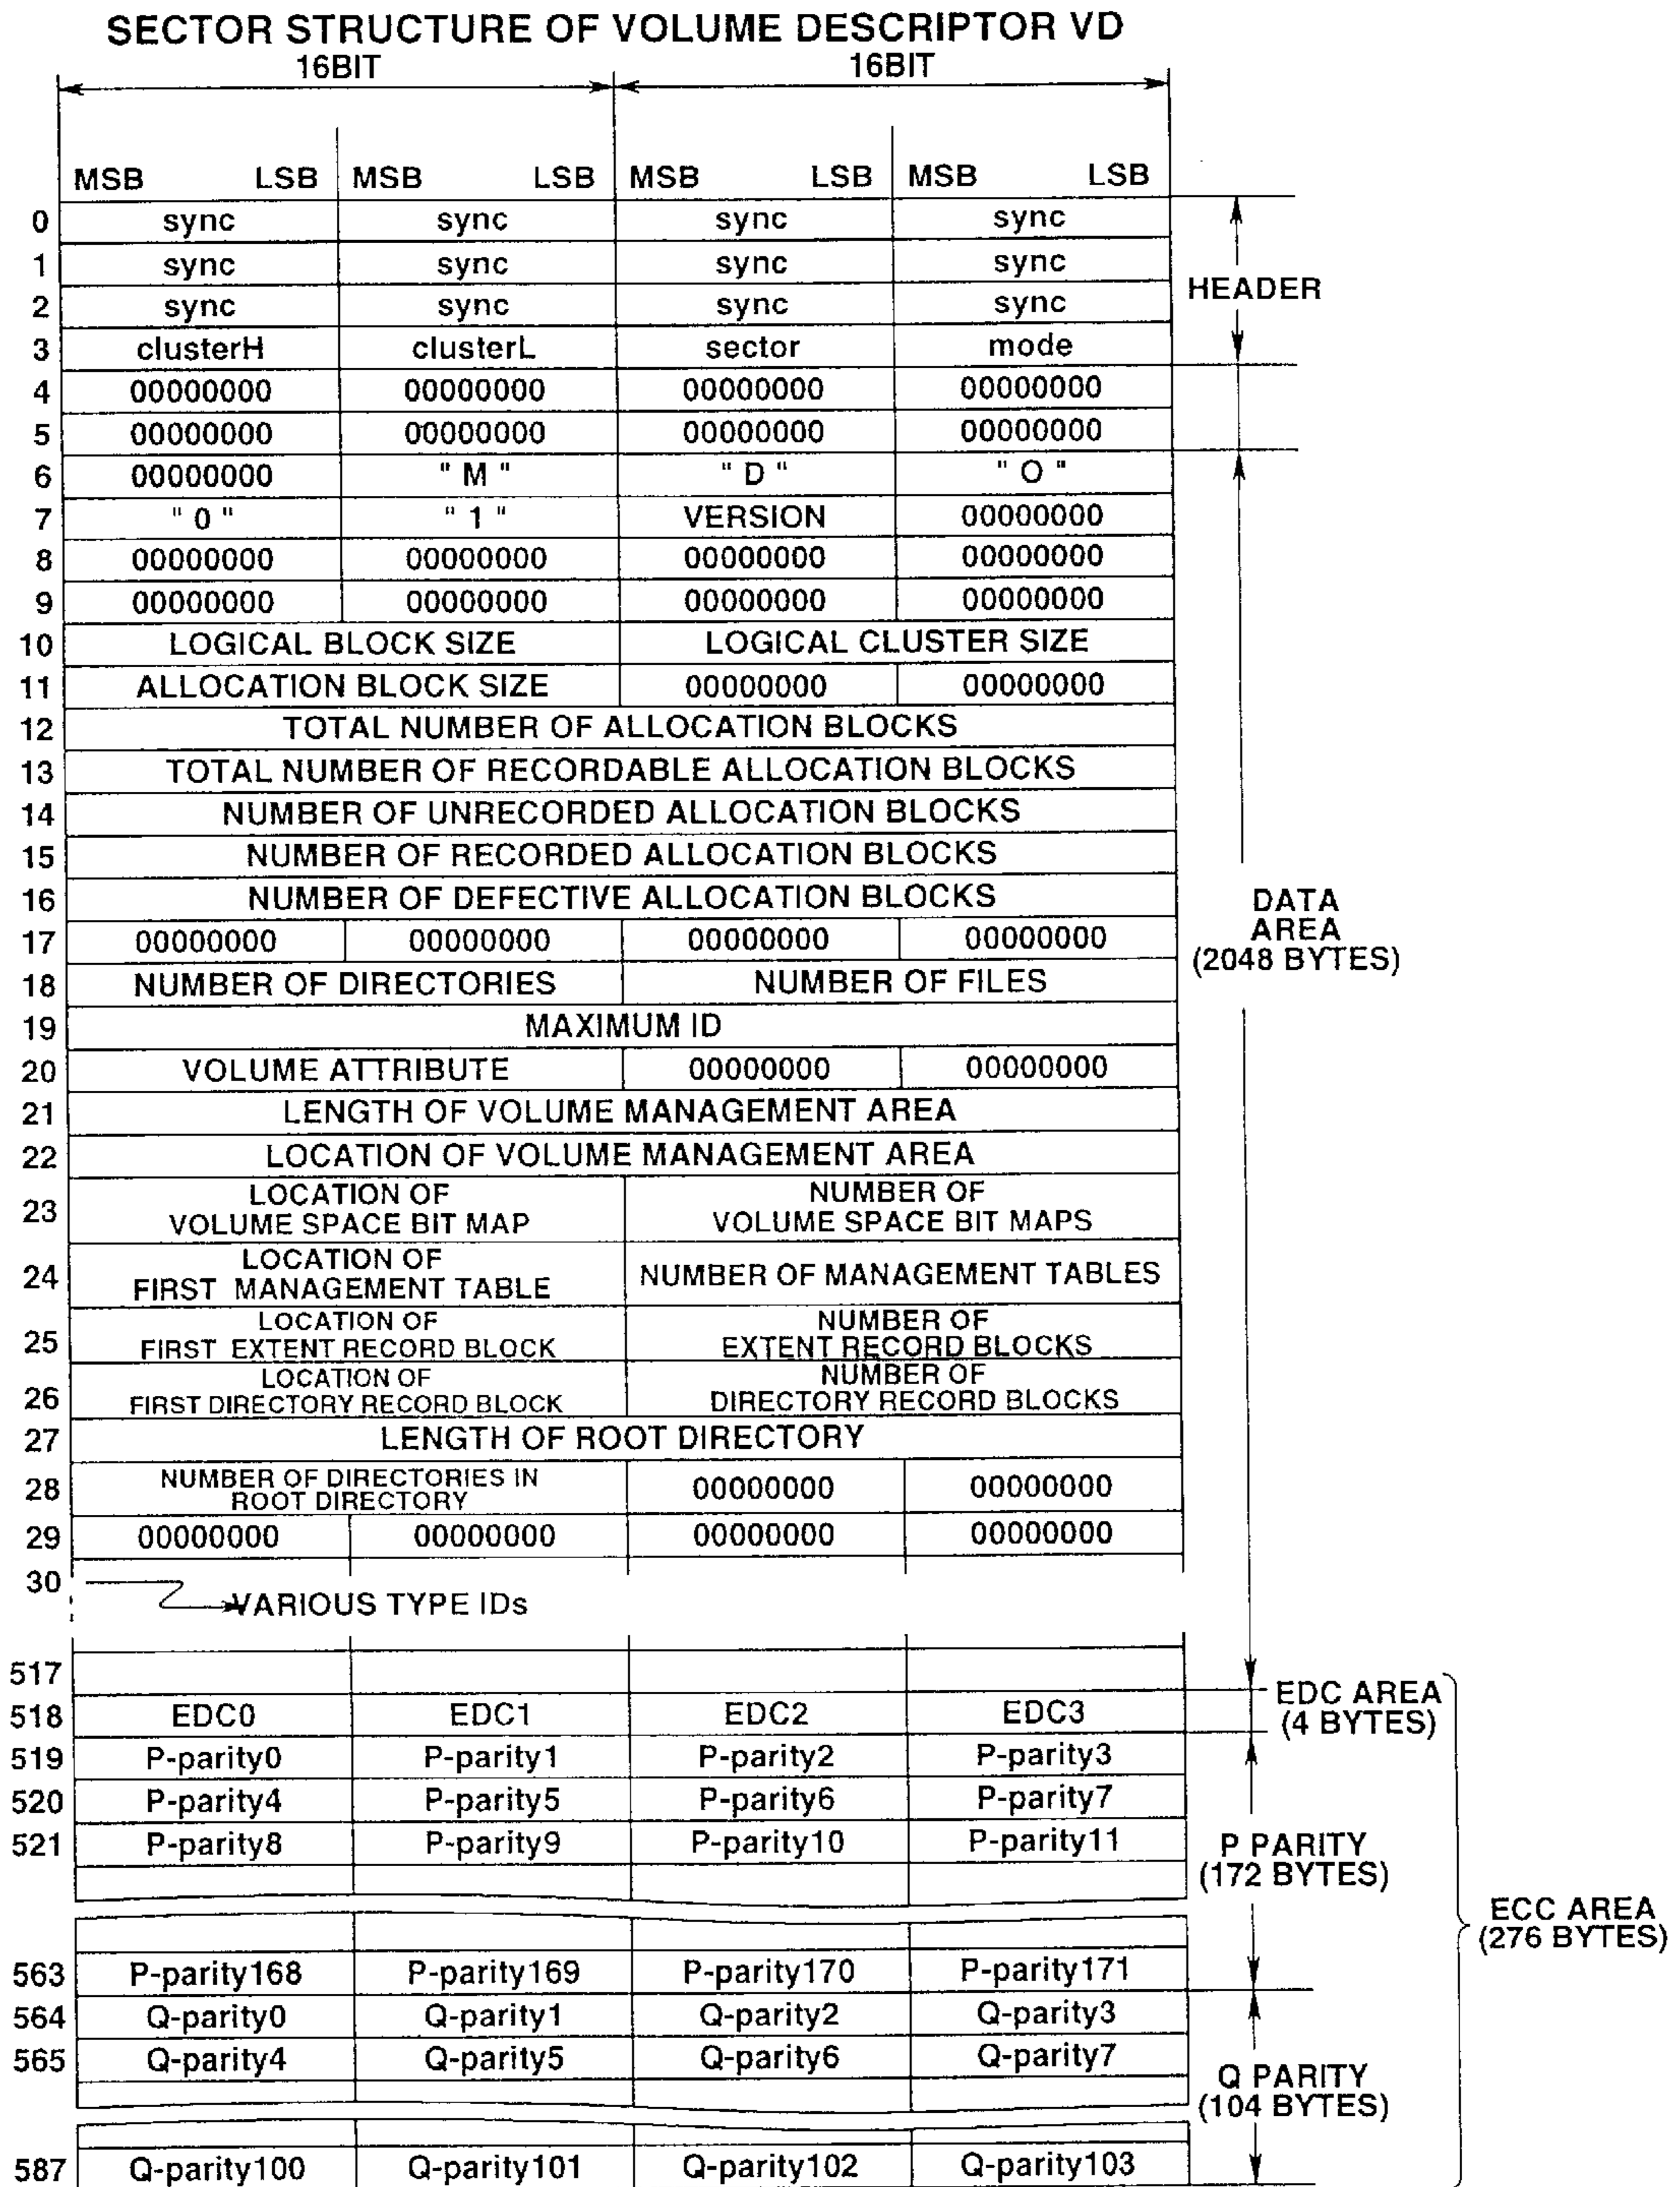 SECTOR STRUCTURE OF VOLUME DESCRIPTOR VD
16BIT 16BIT
MSB LSB MSB LSB MSB LSB MSB LSB
0 sync sync sync sync
1 sync sync sync sync
HEADER
2 sync sync sync sync
3 clusterH clusterL sector mode
4 00000000 00000000 00000000 00000000
5 00000000 00000000 00000000 00000000
6 00000000 " M " " D " " O "
7 " 0 " " 1 " VERSION 00000000
8 00000000 00000000 00000000 00000000
9 00000000 00000000 00000000 00000000
10 LOGICAL BLOCK SIZE LOGICAL CLUSTER SIZE
11 ALLOCATION BLOCK SIZE 00000000 00000000
12 TOTAL NUMBER OF ALLOCATION BLOCKS
13 TOTAL NUMBER OF RECORDABLE ALLOCATION BLOCKS
14 NUMBER OF UNRECORDED ALLOCATION BLOCKS
15 NUMBER OF RECORDED ALLOCATION BLOCKS
16 NUMBER OF DEFECTIVE ALLOCATION BLOCKS
DATA
AREA
(2048 BYTES)
17 00000000 00000000 00000000 00000000
18 NUMBER OF DIRECTORIES NUMBER OF FILES
19 MAXIMUM ID
20 VOLUME ATTRIBUTE 00000000 00000000
21 LENGTH OF VOLUME MANAGEMENT AREA
22 LOCATION OF VOLUME MANAGEMENT AREA
23 LOCATION OF
VOLUME SPACE BIT MAP
NUMBER OF
VOLUME SPACE BIT MAPS
24 LOCATION OF
FIRST MANAGEMENT TABLE
NUMBER OF MANAGEMENT TABLES
25 LOCATION OF
FIRST EXTENT RECORD BLOCK
NUMBER OF
EXTENT RECORD BLOCKS
26 LOCATION OF
FIRST DIRECTORY RECORD BLOCK
NUMBER OF
DIRECTORY RECORD BLOCKS
27 LENGTH OF ROOT DIRECTORY
28 NUMBER OF DIRECTORIES IN
ROOT DIRECTORY
00000000 00000000
29 00000000 00000000 00000000 00000000
30
VARIOUS TYPE IDs
517
518 EDC0 EDC1 EDC2 EDC3
EDC AREA
(4 BYTES)
519 P-parity0 P-parity1 P-parity2 P-parity3
520 P-parity4 P-parity5 P-parity6 P-parity7
521 P-parity8 P-parity9 P-parity10 P-parity11
P PARITY
(172 BYTES)
ECC AREA
(276 BYTES)
563 P-parity168 P-parity169 P-parity170 P-parity171
564 Q-parity0 Q-parity1 Q-parity2 Q-parity3
565 Q-parity4 Q-parity5 Q-parity6 Q-parity7
Q PARITY
(104 BYTES)
587 Q-parity100 Q-parity101 Q-parity102 Q-parity103